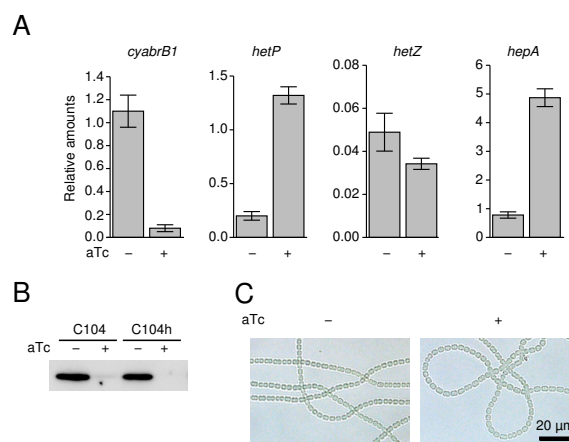 A
cyabrB1 hetP hetZ hepA
Relative amounts
1.4 1.2 1.0 0.8 0.6 0.4 0.2 0.0
1.5 1.0 0.5 0.0
0.08 0.06 0.04 0.02 0.00
6 5 4 3 2 1 0
aTc – + – + – + – +
B
C104 C104h
aTc – + – +
C
aTc – +
20 μm